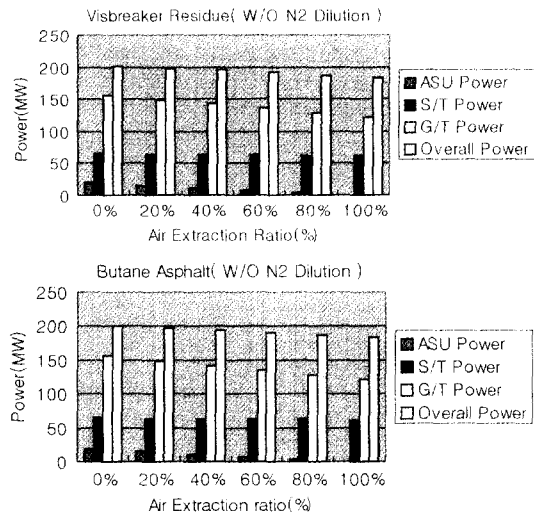 Visbreaker Residue( W/O N2 Dilution )
250
200
150
100
50
0
Power(MW)
0% 20% 40% 60% 80% 100%
Air Extraction Ratio(%)
ASU Power
S/T Power
G/T Power
Overall Power
Butane Asphalt( W/O N2 Dilution )
250
200
150
100
50
0
Power(MW)
0% 20% 40% 60% 80% 100%
Air Extraction ratio(%)
ASU Power
S/T Power
G/T Power
Overall Power